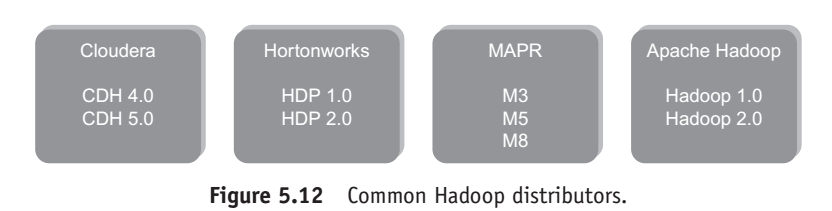 Cloudera
CDH 4.0
CDH 5.0
Hortonworks
HDP 1.0
HDP 2.0
MAPR
M3
M5
M8
Apache Hadoop
Hadoop 1.0
Hadoop 2.0
Figure 5.12 Common Hadoop distributors.